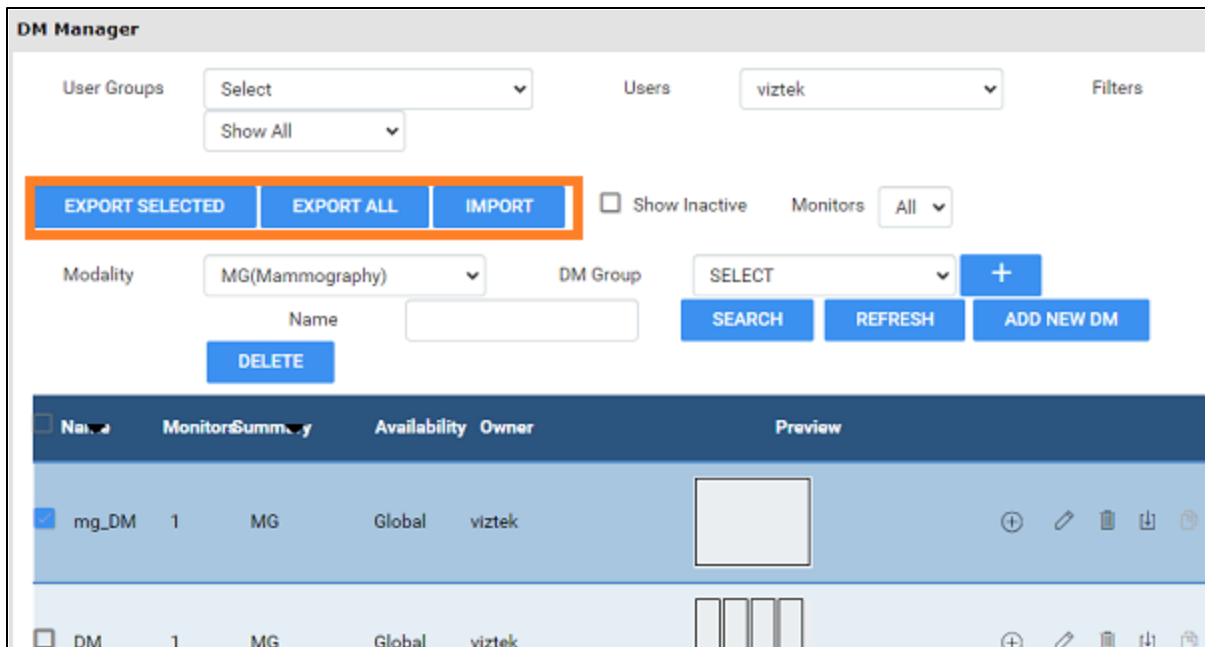 DM Manager
User Groups Select Users viztek Filters
Show All
EXPORT SELECTED EXPORT ALL IMPORT Show Inactive Monitors All
Modality MG(Mammography) DM Group SELECT +
Name SEARCH REFRESH ADD NEW DM
DELETE
Monitors Availability Owner Preview
mg_DM 1 MG Global viztek
DM 1 MG Global viztek